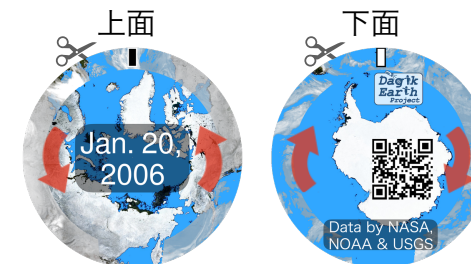 上面
下面
Jan. 20,
2006
Dagik
Earth
Project
Data by NASA,
NOAA & USGS